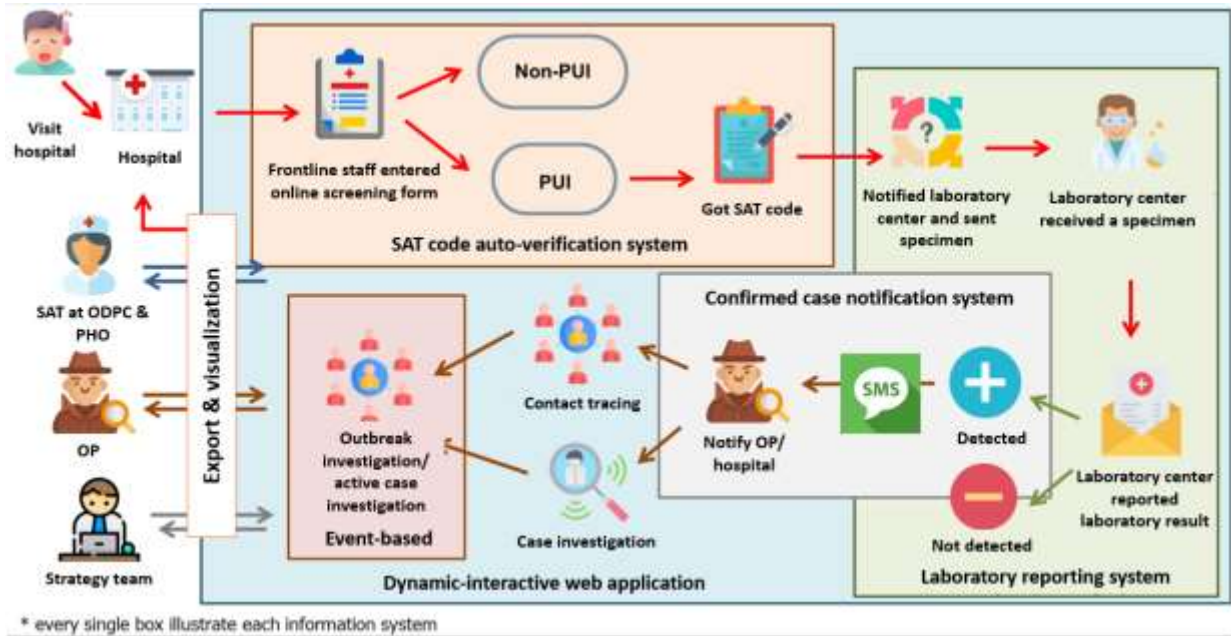 Visit
hospital
Hospital
Frontline staff entered
online screening form
Non-PUI
PUI
Got SAT code
SAT code auto-verification system
Notified laboratory
center and sent
specimen
Laboratory center
received a specimen
SAT at ODPC &
PHO
OP
Strategy team
Export & visualization
Outbreak
investigation/
active case
investigation
Event-based
Contact tracing
Case investigation
Confirmed case notification system
Notify OP/
hospital
SMS
Detected
Not detected
Laboratory center
reported
laboratory result
Dynamic-interactive web application
Laboratory reporting system
* every single box illustrate each information system